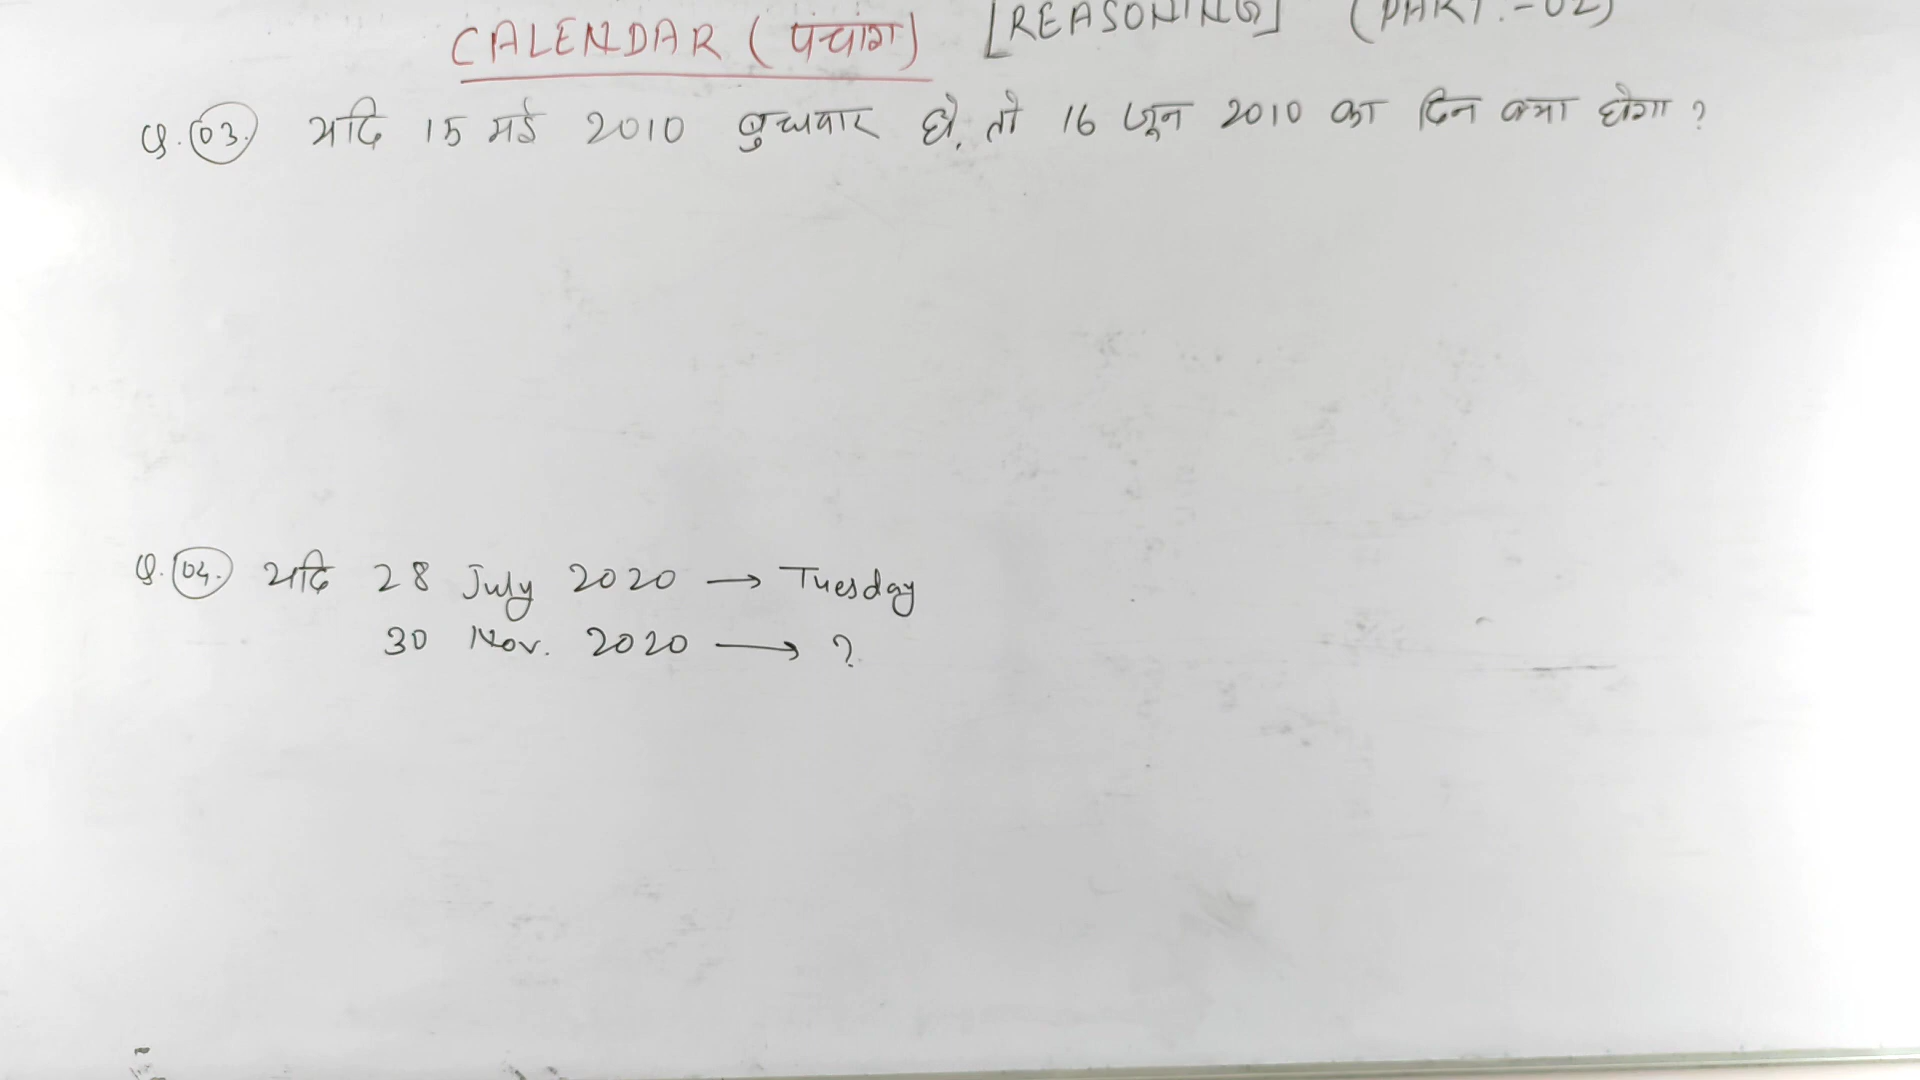 CALENDAR (पंचांग) [REASONING] (PART.-02)
Q.03. यदि 15 मई 2010 बुधवार हो, तो 16 जून 2010 का दिन क्या होगा ?
Q.04. यदि 28 July 2020 → Tuesday
30 Nov. 2020 → ?